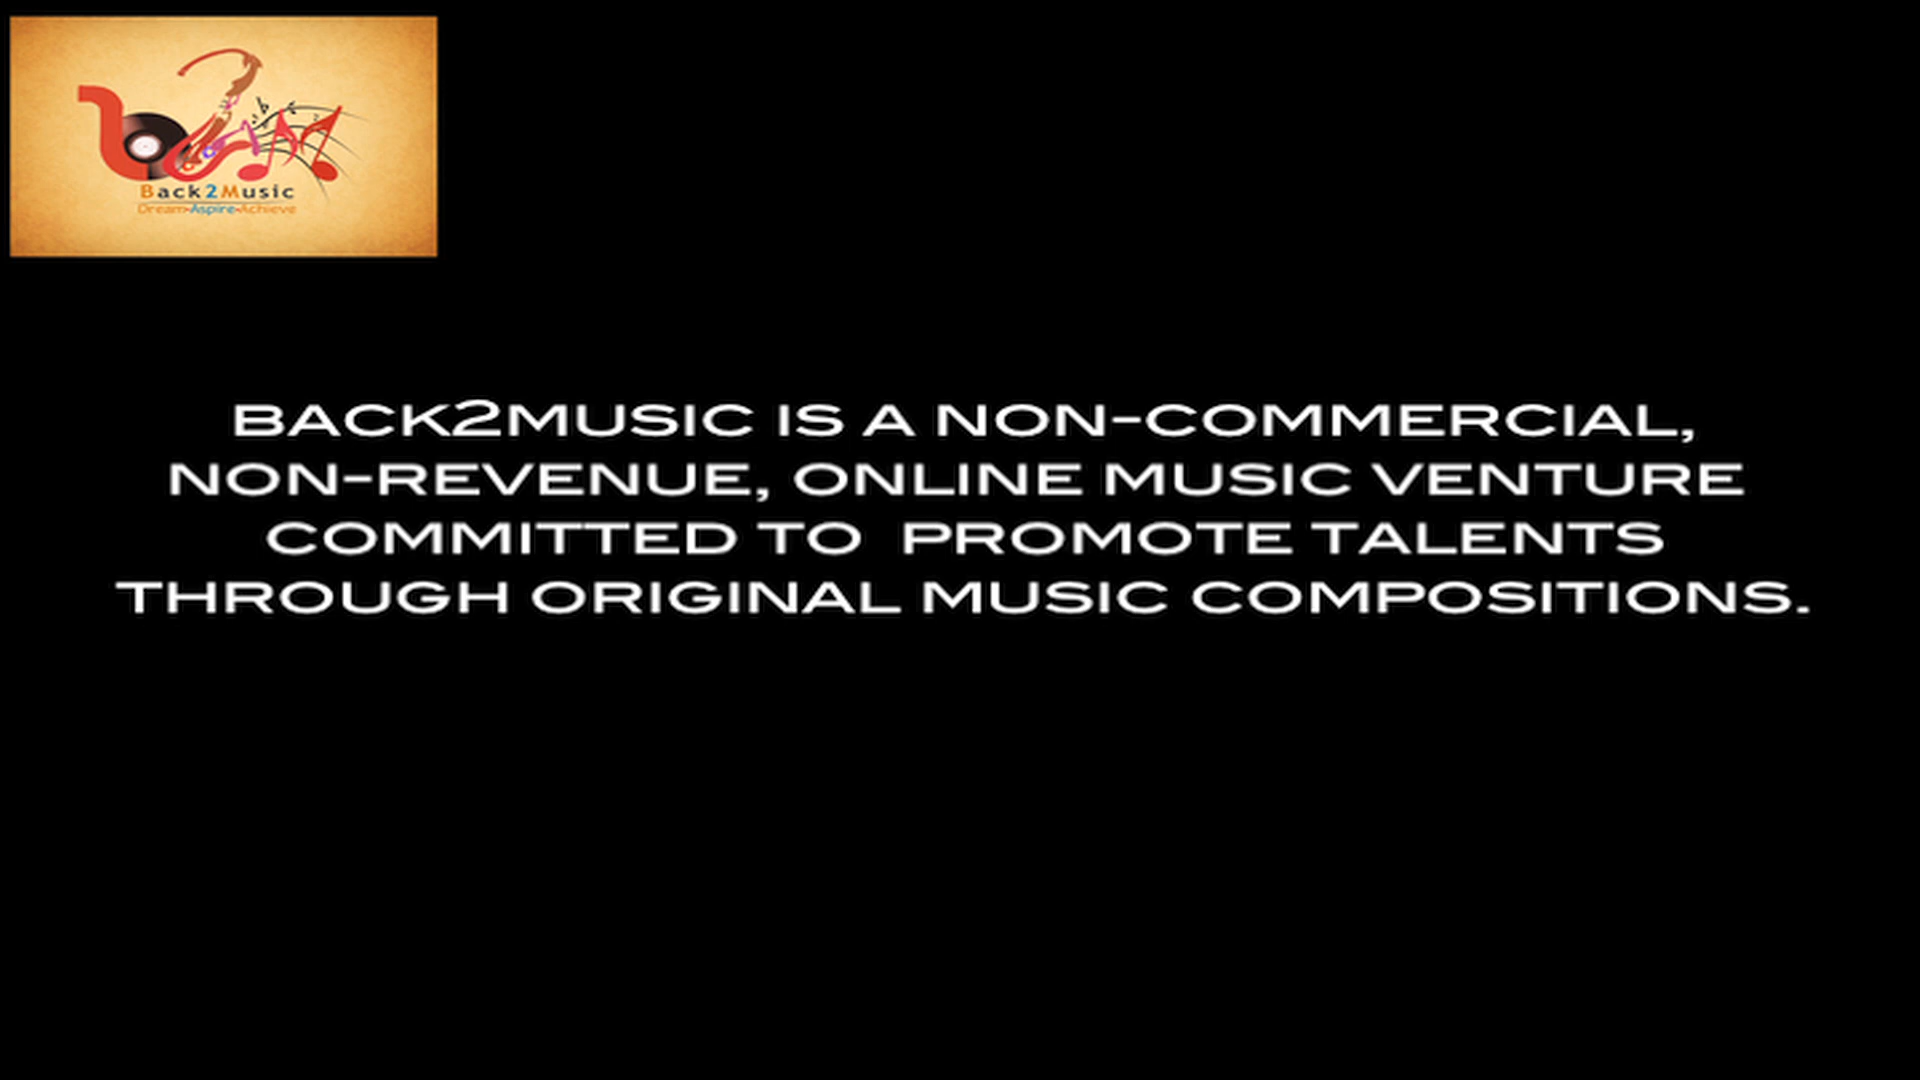 Back2Music
Dream-Aspire-Achieve
BACK2MUSIC IS A NON-COMMERCIAL,
NON-REVENUE, ONLINE MUSIC VENTURE
COMMITTED TO  PROMOTE TALENTS
THROUGH ORIGINAL MUSIC COMPOSITIONS.